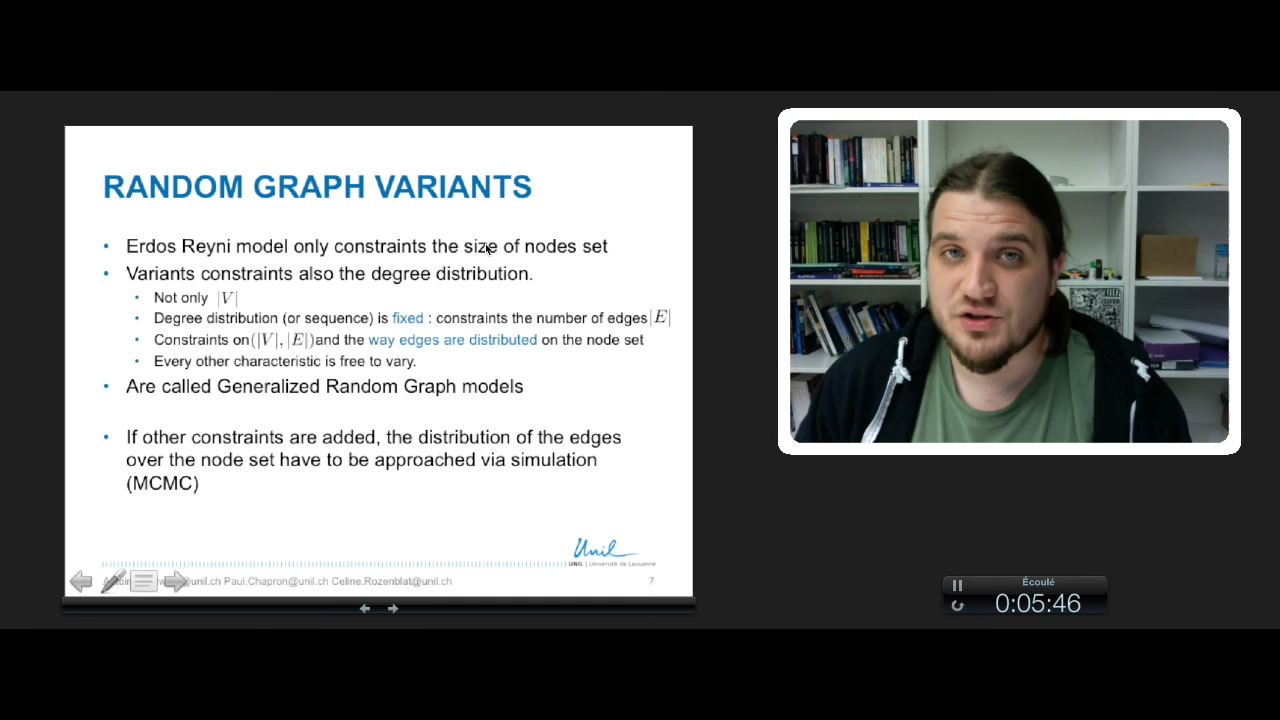 RANDOM GRAPH VARIANTS
• Erdos Reyni model only constraints the size of nodes set
• Variants constraints also the degree distribution.
• Not only |V|
• Degree distribution (or sequence) is fixed : constraints the number of edges |E|
• Constraints on (|V|, |E|) and the way edges are distributed on the node set
• Every other characteristic is free to vary.
• Are called Generalized Random Graph models
• If other constraints are added, the distribution of the edges
over the node set have to be approached via simulation
(MCMC)
Unil
UNIL | Université de Lausanne
@unil.ch Paul.Chapron@unil.ch Celine.Rozenblat@unil.ch
7
ALLEZ
SAVOIR
Écoulé
0:05:46